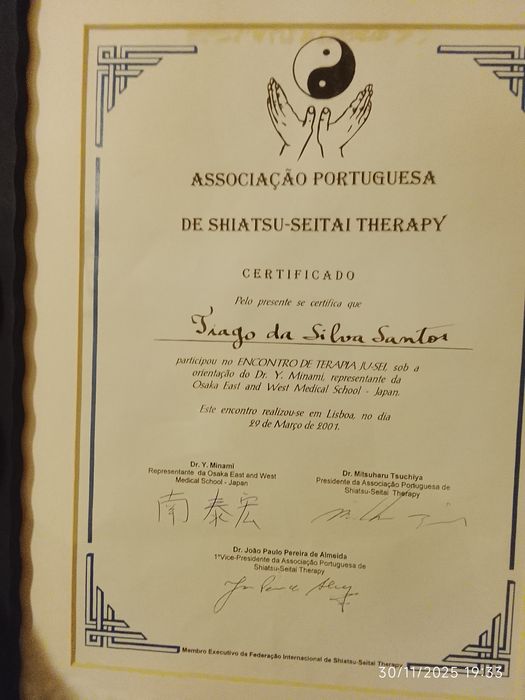 ASSOCIAÇÃO PORTUGUESA
DE SHIATSU-SEITAI THERAPY
CERTIFICADO
Pelo presente se certifica que
Tiago da Silva Santos
participou no ENCONTRO DE TERAPIA JU-SEI, sob a
orientação do Dr. Y. Minami, representante da
Osaka East and West Medical School - Japan.
Este encontro realizou-se em Lisboa, no dia
29 de Março de 2001.
Dr. Y. Minami
Representante da Osaka East and West
Medical School - Japan
南 泰宏
Dr. Mitsuharu Tsuchiya
Presidente da Associação Portuguesa de
Shiatsu-Seitai Therapy
Dr. João Paulo Pereira de Almeida
1ºVice-Presidente da Associação Portuguesa de
Shiatsu-Seitai Therapy
Membro Executivo da Federação Internacional de Shiatsu-Seitai Therapy
30/11/2025 19:33